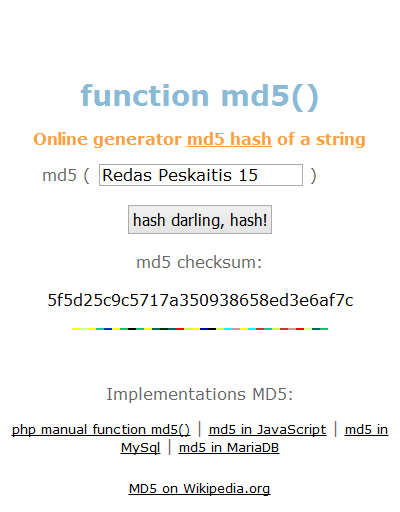 function md5()
Online generator md5 hash of a string
md5 ( Redas Peskaitis 15 )
hash darling, hash!
md5 checksum:
5f5d25c9c5717a350938658ed3e6af7c
Implementations MD5:
php manual function md5() | md5 in JavaScript | md5 in
MySql | md5 in MariaDB
MD5 on Wikipedia.org